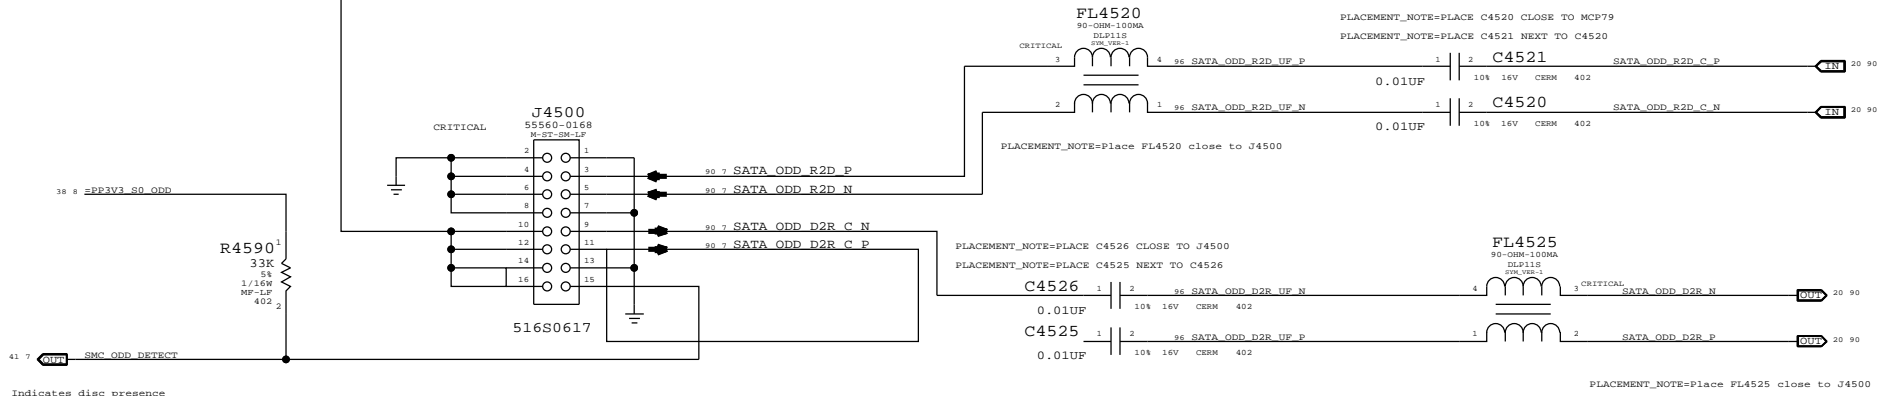 FL4520
90-OHM-100MA
DLP11S
SYM_VER-1
CRITICAL
3
4
96 SATA_ODD_R2D_UF_P
2
1
96 SATA_ODD_R2D_UF_N
PLACEMENT_NOTE=PLACE C4520 CLOSE TO MCP79
PLACEMENT_NOTE=PLACE C4521 NEXT TO C4520
1
2
C4521
0.01UF
10% 16V CERM 402
SATA_ODD_R2D_C_P
IN
20 90
1
2
C4520
0.01UF
10% 16V CERM 402
SATA_ODD_R2D_C_N
IN
20 90
PLACEMENT_NOTE=Place FL4520 close to J4500
J4500
55560-0168
M-ST-SM-LF
CRITICAL
2 1
4 3
6 5
8 7
10 9
12 11
14 13
16 15
516S0617
90 7 SATA_ODD_R2D_P
90 7 SATA_ODD_R2D_N
90 7 SATA_ODD_D2R_C_N
90 7 SATA_ODD_D2R_C_P
38 8 =PP3V3_S0_ODD
R4590
1
33K
5%
1/16W
MF-LF
402
2
41 7
OUT
SMC_ODD_DETECT
Indicates disc presence
PLACEMENT_NOTE=PLACE C4526 CLOSE TO J4500
PLACEMENT_NOTE=PLACE C4525 NEXT TO C4526
C4526
1
2
0.01UF
10% 16V CERM 402
96 SATA_ODD_D2R_UF_N
C4525
1
2
0.01UF
10% 16V CERM 402
96 SATA_ODD_D2R_UF_P
FL4525
90-OHM-100MA
DLP11S
SYM_VER-1
4
3
CRITICAL
SATA_ODD_D2R_N
OUT
20 90
1
2
SATA_ODD_D2R_P
OUT
20 90
PLACEMENT_NOTE=Place FL4525 close to J4500